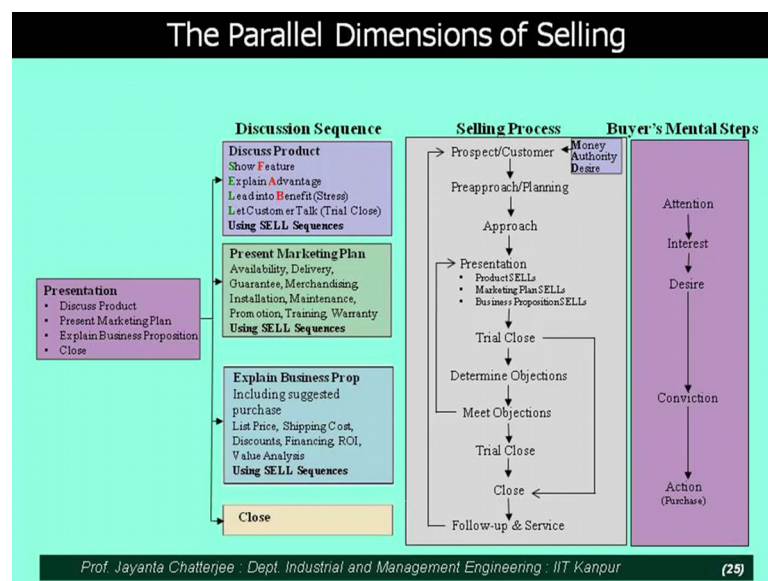 The Parallel Dimensions of Selling
Discussion Sequence
Selling Process
Buyer's Mental Steps
Presentation
▪ Discuss Product
▪ Present Marketing Plan
▪ Explain Business Proposition
▪ Close
Discuss Product
Show Feature
Explain Advantage
Lead into Benefit (Stress)
Let Customer Talk (Trial Close)
Using SELL Sequences
Present Marketing Plan
Availability, Delivery,
Guarantee, Merchandising,
Installation, Maintenance,
Promotion, Training, Warranty
Using SELL Sequences
Explain Business Prop
Including suggested
purchase
List Price, Shipping Cost,
Discounts, Financing, ROI,
Value Analysis
Using SELL Sequences
Close
Prospect/Customer
Money
Authority
Desire
Preapproach/Planning
Approach
Presentation
• Product SELLs
• Marketing Plan SELLs
• Business Proposition SELLs
Trial Close
Determine Objections
Meet Objections
Trial Close
Close
Follow-up & Service
Attention
Interest
Desire
Conviction
Action
(Purchase)
Prof. Jayanta Chatterjee : Dept. Industrial and Management Engineering : IIT Kanpur
(25)